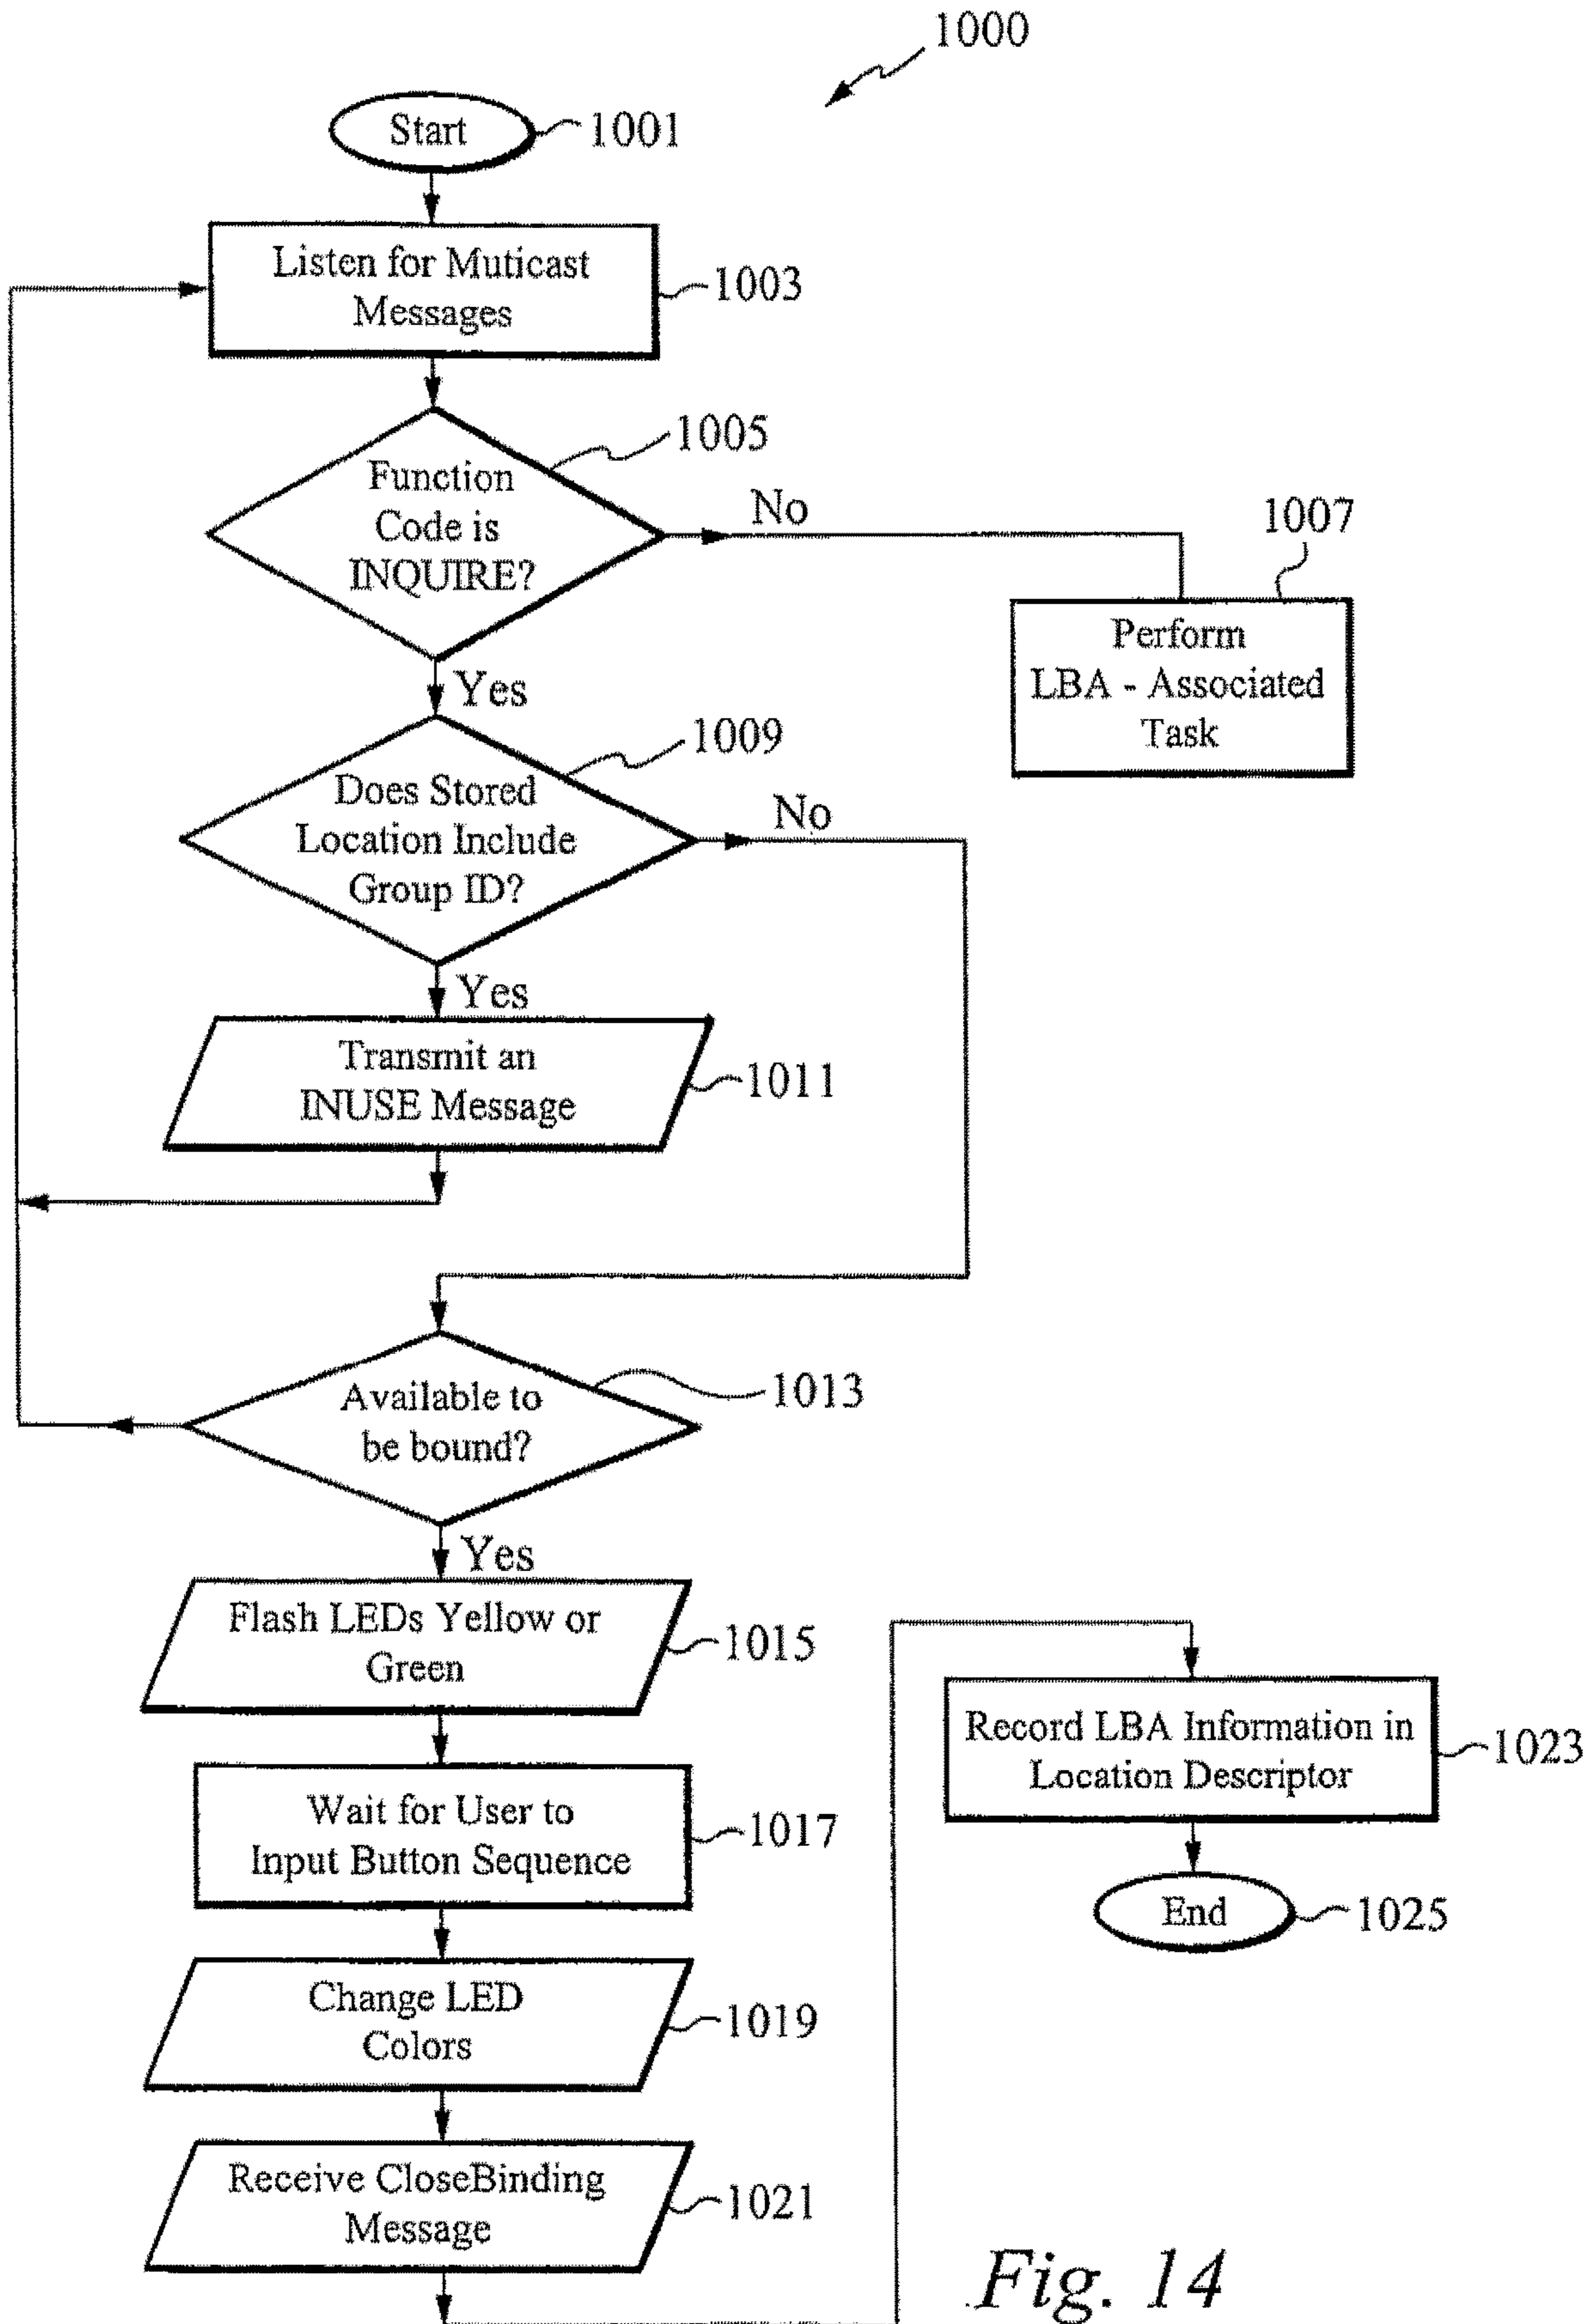 1000
Start
1001
Listen for Muticast
Messages
1003
Function
Code is
INQUIRE?
1005
No
1007
Perform
LBA - Associated
Task
Yes
Does Stored
Location Include
Group ID?
1009
No
Yes
Transmit an
INUSE Message
1011
Available to
be bound?
1013
Yes
Flash LEDs Yellow or
Green
1015
Wait for User to
Input Button Sequence
1017
Change LED
Colors
1019
Receive CloseBinding
Message
1021
Record LBA Information in
Location Descriptor
1023
End
1025
Fig. 14